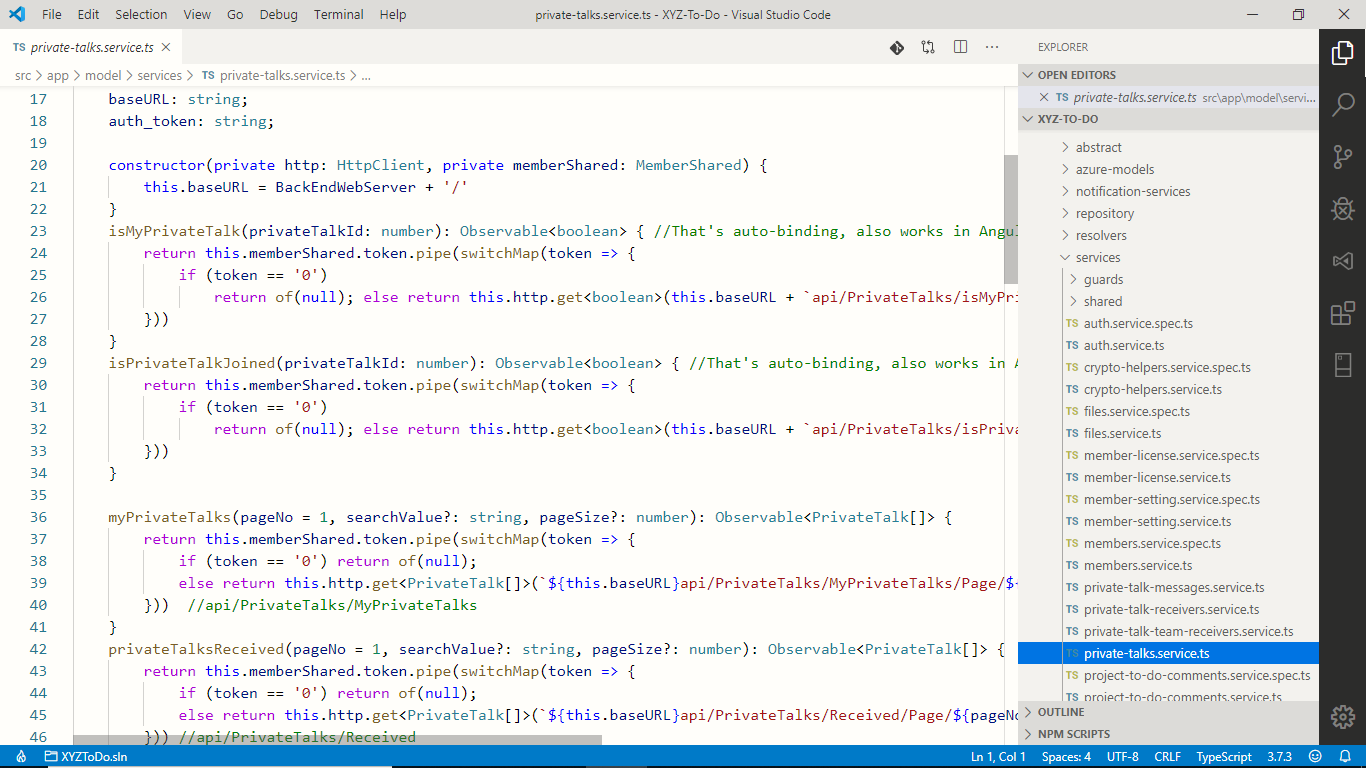 File Edit Selection View Go Debug Terminal Help
private-talks.service.ts - XYZ-To-Do - Visual Studio Code
TS private-talks.service.ts
src > app > model > services > TS private-talks.service.ts > ...
17 baseURL: string;
18 auth_token: string;
19
20 constructor(private http: HttpClient, private memberShared: MemberShared) {
21 this.baseURL = BackEndWebServer + '/'
22 }
23 isMyPrivateTalk(privateTalkId: number): Observable<boolean> { //That's auto-binding, also works in Angul
24 return this.memberShared.token.pipe(switchMap(token => {
25 if (token == '0')
26 return of(null); else return this.http.get<boolean>(this.baseURL + `api/PrivateTalks/isMyPri
27 }))
28 }
29 isPrivateTalkJoined(privateTalkId: number): Observable<boolean> { //That's auto-binding, also works in A
30 return this.memberShared.token.pipe(switchMap(token => {
31 if (token == '0')
32 return of(null); else return this.http.get<boolean>(this.baseURL + `api/PrivateTalks/isPriva
33 }))
34 }
35
36 myPrivateTalks(pageNo = 1, searchValue?: string, pageSize?: number): Observable<PrivateTalk[]> {
37 return this.memberShared.token.pipe(switchMap(token => {
38 if (token == '0') return of(null);
39 else return this.http.get<PrivateTalk[]>(`${this.baseURL}api/PrivateTalks/MyPrivateTalks/Page/${
40 })) //api/PrivateTalks/MyPrivateTalks
41 }
42 privateTalksReceived(pageNo = 1, searchValue?: string, pageSize?: number): Observable<PrivateTalk[]> {
43 return this.memberShared.token.pipe(switchMap(token => {
44 if (token == '0') return of(null);
45 else return this.http.get<PrivateTalk[]>(`${this.baseURL}api/PrivateTalks/Received/Page/${pageNo
46 })) //api/PrivateTalks/Received
EXPLORER
OPEN EDITORS
TS private-talks.service.ts src\app\model\servi...
XYZ-TO-DO
abstract
azure-models
notification-services
repository
resolvers
services
guards
shared
TS auth.service.spec.ts
TS auth.service.ts
TS crypto-helpers.service.spec.ts
TS crypto-helpers.service.ts
TS files.service.spec.ts
TS files.service.ts
TS member-license.service.spec.ts
TS member-license.service.ts
TS member-setting.service.spec.ts
TS member-setting.service.ts
TS members.service.spec.ts
TS members.service.ts
TS private-talk-messages.service.ts
TS private-talk-receivers.service.ts
TS private-talk-team-receivers.service.ts
TS private-talks.service.ts
TS project-to-do-comments.service.spec.ts
TS project-to-do-comments.service.ts
OUTLINE
NPM SCRIPTS
XYZToDo.sln
Ln 1, Col 1 Spaces: 4 UTF-8 CRLF TypeScript 3.7.3